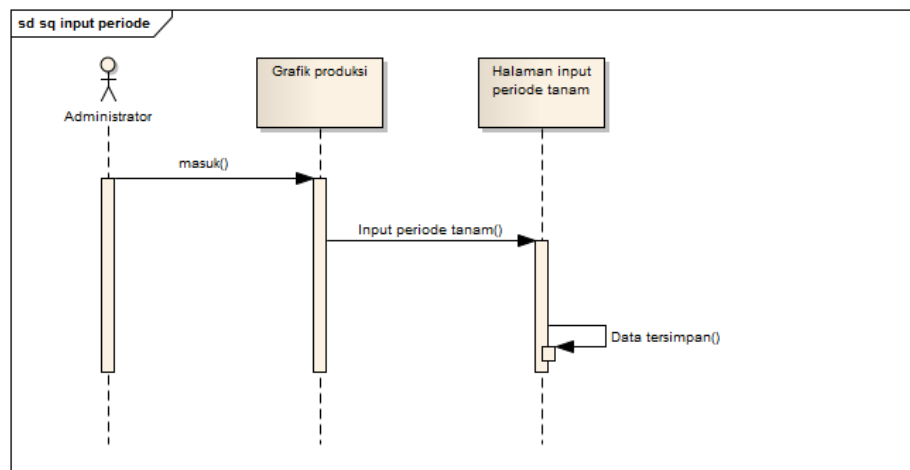 sd sq input periode
Grafik produksi
Halaman input
periode tanam
Administrator
masuk()
Input periode tanam()
Data tersimpan()